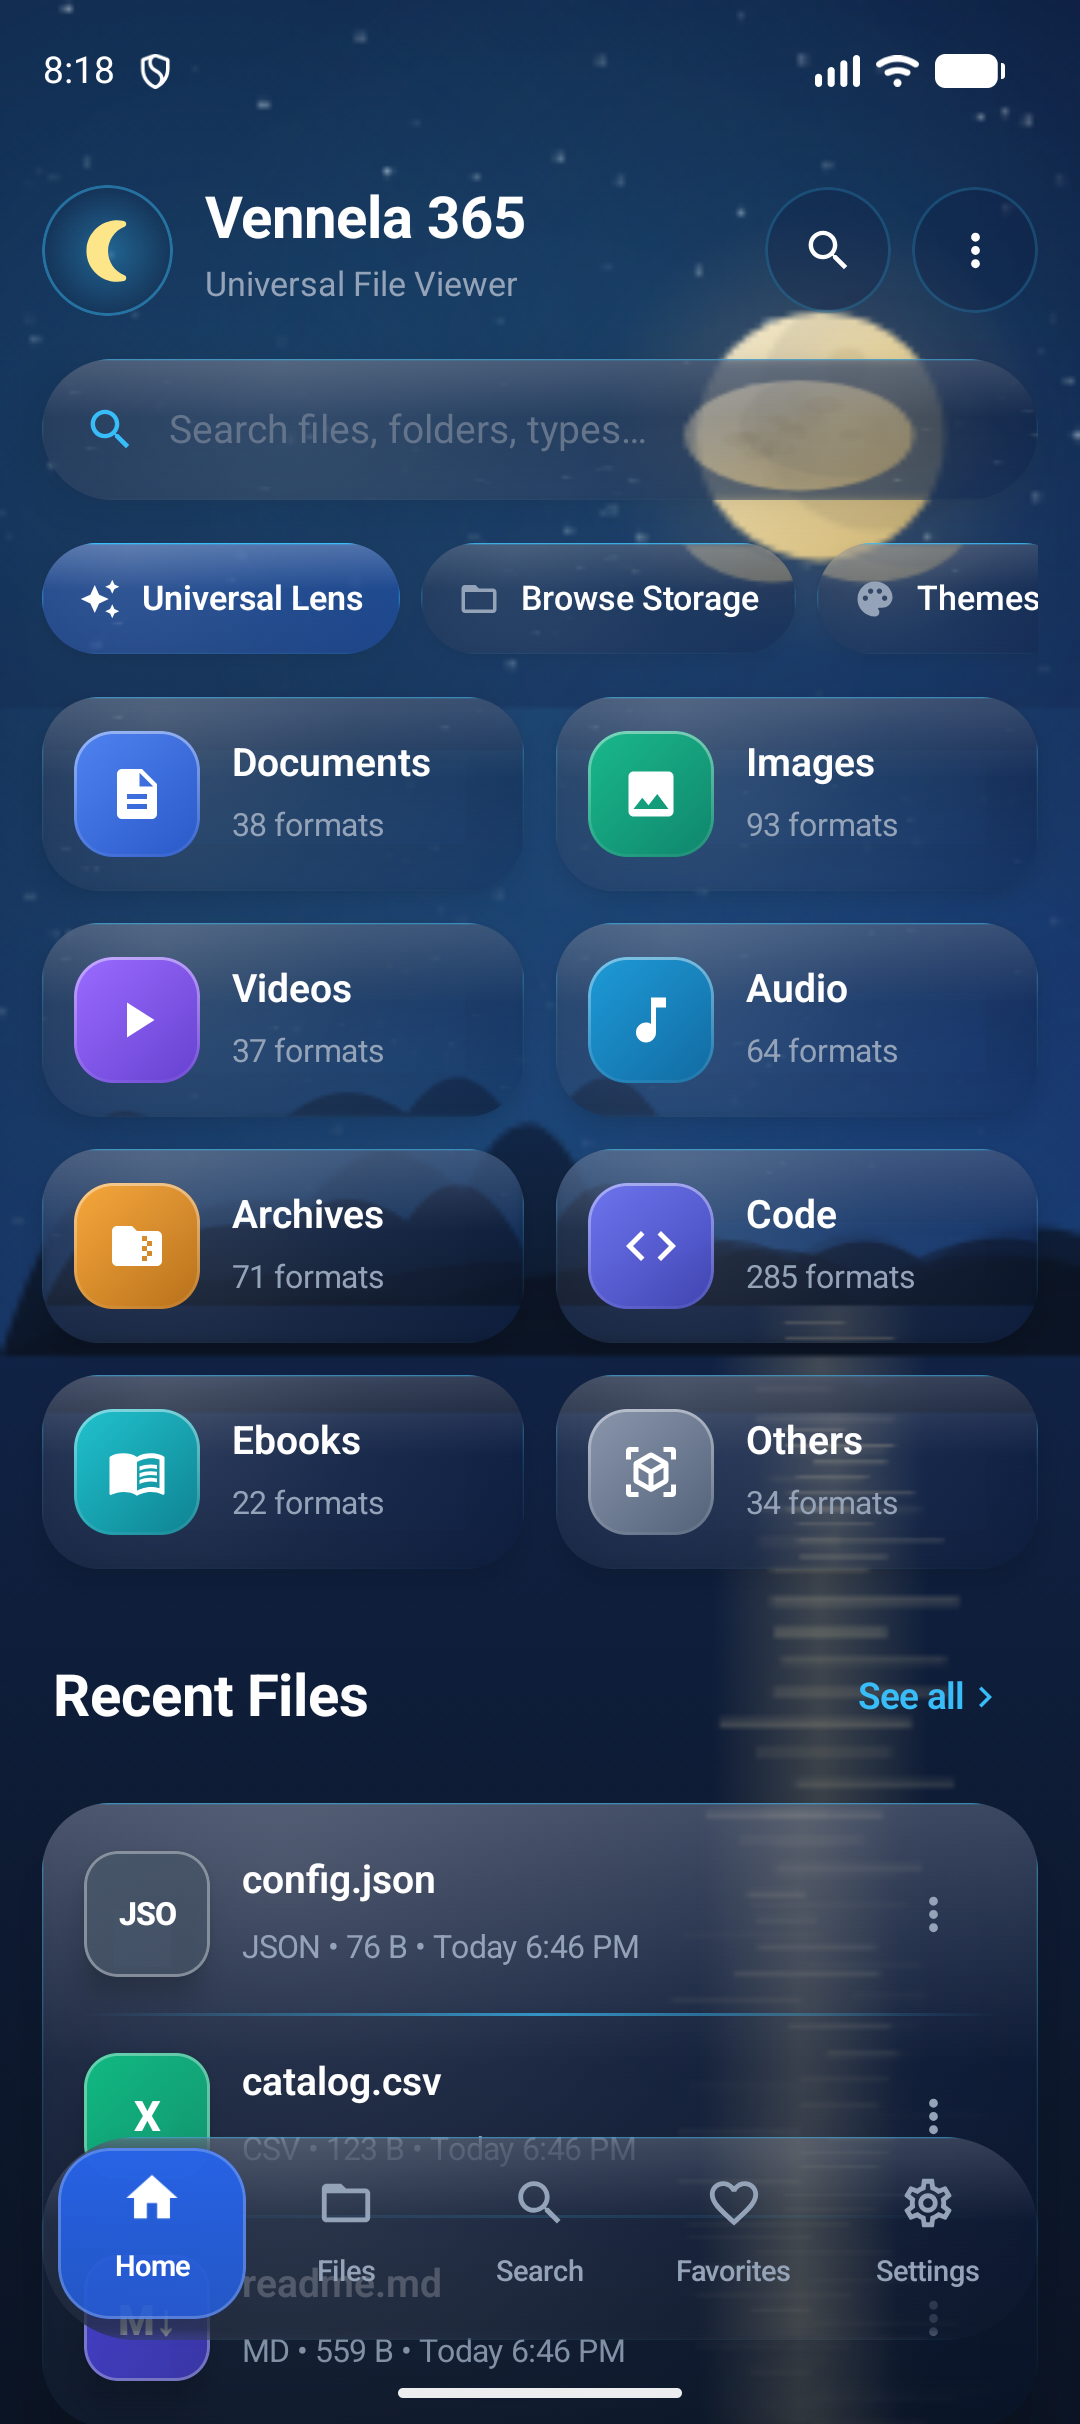 8:18
Vennela 365
Universal File Viewer
Search files, folders, types...
Universal Lens
Browse Storage
Themes
Documents
38 formats
Images
93 formats
Videos
37 formats
Audio
64 formats
Archives
71 formats
Code
285 formats
Ebooks
22 formats
Others
34 formats
Recent Files
See all
JSO
config.json
JSON • 76 B • Today 6:46 PM
X
catalog.csv
CSV • 123 B • Today 6:46 PM
Home
Files
Search
Favorites
Settings
readme.md
M↓
MD • 559 B • Today 6:46 PM